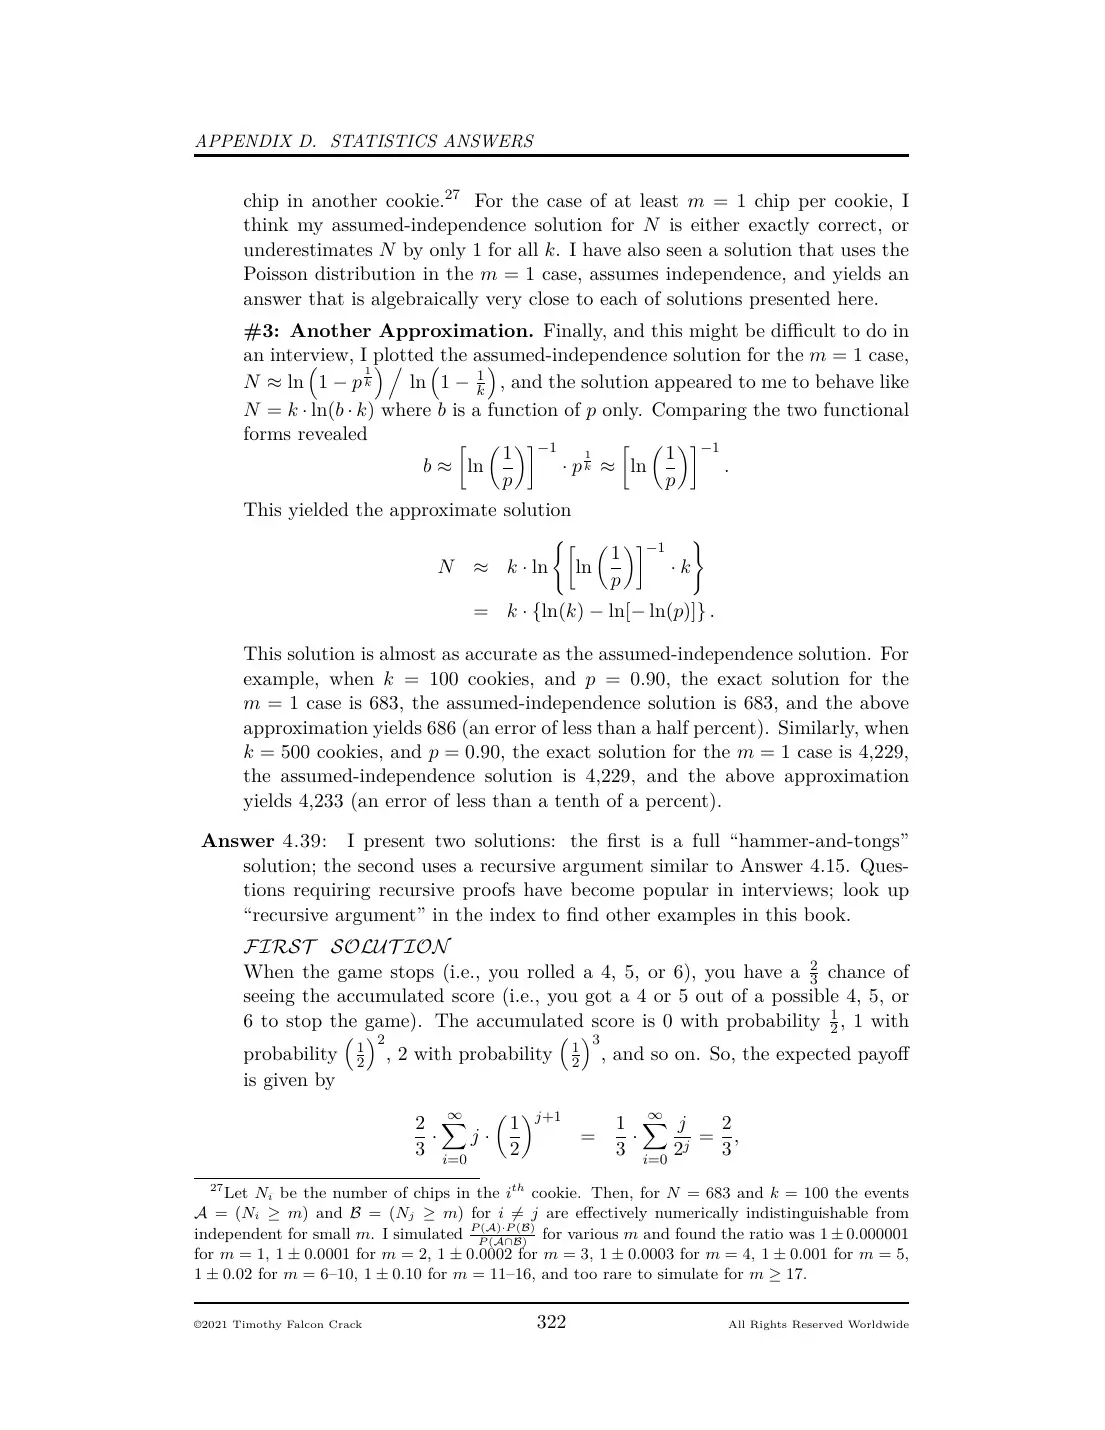 APPENDIX D. STATISTICS ANSWERS
chip in another cookie.27 For the case of at least m = 1 chip per cookie, I
think my assumed-independence solution for N is either exactly correct, or
underestimates N by only 1 for all k. I have also seen a solution that uses the
Poisson distribution in the m = 1 case, assumes independence, and yields an
answer that is algebraically very close to each of solutions presented here.
#3: Another Approximation. Finally, and this might be difficult to do in
an interview, I plotted the assumed-independence solution for the m = 1 case,
N ≈ ln(1 − p^{1/k}) / ln(1 − 1/k), and the solution appeared to me to behave like
N = k · ln(b · k) where b is a function of p only. Comparing the two functional
forms revealed
b ≈ [ln(1/p)]^{−1} · p^{1/k} ≈ [ln(1/p)]^{−1}.
This yielded the approximate solution
N ≈ k · ln{[ln(1/p)]^{−1} · k}
= k · {ln(k) − ln[− ln(p)]}.
This solution is almost as accurate as the assumed-independence solution. For
example, when k = 100 cookies, and p = 0.90, the exact solution for the
m = 1 case is 683, the assumed-independence solution is 683, and the above
approximation yields 686 (an error of less than a half percent). Similarly, when
k = 500 cookies, and p = 0.90, the exact solution for the m = 1 case is 4,229,
the assumed-independence solution is 4,229, and the above approximation
yields 4,233 (an error of less than a tenth of a percent).
Answer 4.39: I present two solutions: the first is a full “hammer-and-tongs”
solution; the second uses a recursive argument similar to Answer 4.15. Ques-
tions requiring recursive proofs have become popular in interviews; look up
“recursive argument” in the index to find other examples in this book.
FIRST SOLUTION
When the game stops (i.e., you rolled a 4, 5, or 6), you have a 2/3 chance of
seeing the accumulated score (i.e., you got a 4 or 5 out of a possible 4, 5, or
6 to stop the game). The accumulated score is 0 with probability 1/2, 1 with
probability (1/2)^2, 2 with probability (1/2)^3, and so on. So, the expected payoff
is given by
2/3 · ∑_{i=0}^{∞} j · (1/2)^{j+1} = 1/3 · ∑_{i=0}^{∞} j/2^j = 2/3,
27Let N_i be the number of chips in the i^{th} cookie. Then, for N = 683 and k = 100 the events
A = (N_i ≥ m) and B = (N_j ≥ m) for i ≠ j are effectively numerically indistinguishable from
independent for small m. I simulated P(A)·P(B)/P(A∩B) for various m and found the ratio was 1 ± 0.000001
for m = 1, 1 ± 0.0001 for m = 2, 1 ± 0.0002 for m = 3, 1 ± 0.0003 for m = 4, 1 ± 0.001 for m = 5,
1 ± 0.02 for m = 6–10, 1 ± 0.10 for m = 11–16, and too rare to simulate for m ≥ 17.
©2021 Timothy Falcon Crack 322 All Rights Reserved Worldwide